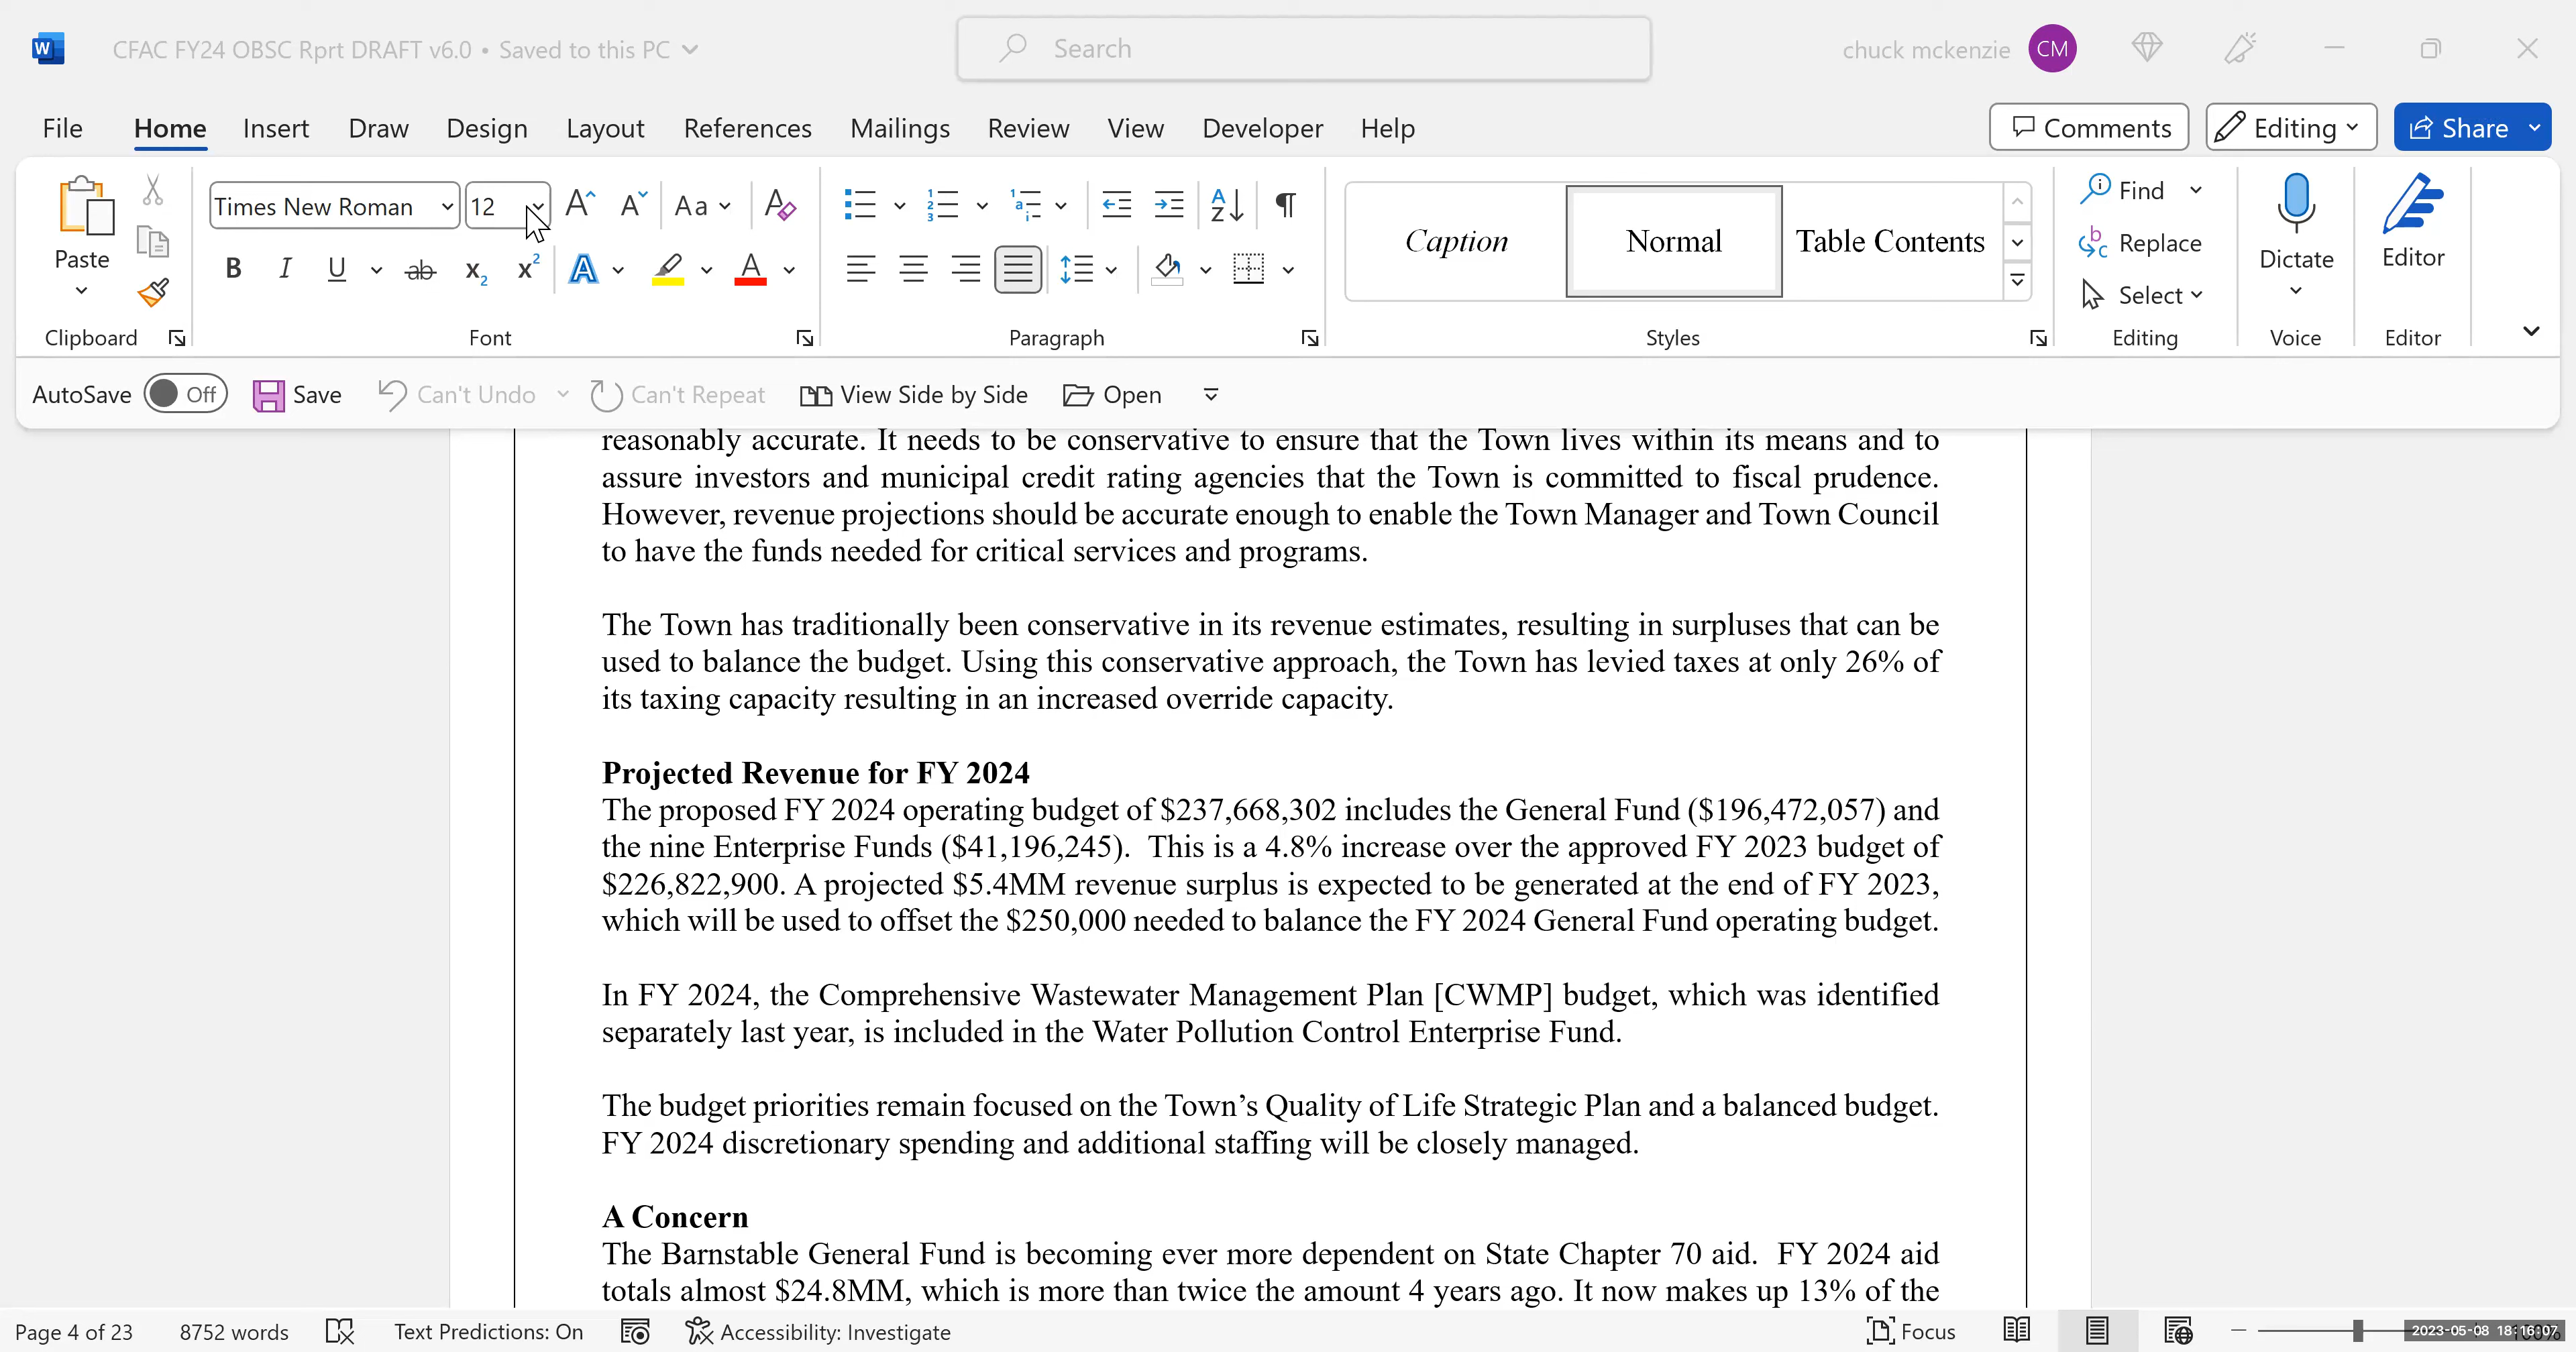 CFAC FY24 OBSC Rprt DRAFT v6.0 • Saved to this PC
Search
chuck mckenzie CM
File Home Insert Draw Design Layout References Mailings Review View Developer Help
Comments Editing Share
Paste
Times New Roman 12
Aa
B I U ab x₂ x²
Caption Normal Table Contents
Find
Replace
Select
Dictate
Editor
Clipboard Font Paragraph Styles Editing Voice Editor
AutoSave Off Save Can't Undo Can't Repeat View Side by Side Open
reasonably accurate. It needs to be conservative to ensure that the Town lives within its means and to
assure investors and municipal credit rating agencies that the Town is committed to fiscal prudence.
However, revenue projections should be accurate enough to enable the Town Manager and Town Council
to have the funds needed for critical services and programs.
The Town has traditionally been conservative in its revenue estimates, resulting in surpluses that can be
used to balance the budget. Using this conservative approach, the Town has levied taxes at only 26% of
its taxing capacity resulting in an increased override capacity.
Projected Revenue for FY 2024
The proposed FY 2024 operating budget of $237,668,302 includes the General Fund ($196,472,057) and
the nine Enterprise Funds ($41,196,245). This is a 4.8% increase over the approved FY 2023 budget of
$226,822,900. A projected $5.4MM revenue surplus is expected to be generated at the end of FY 2023,
which will be used to offset the $250,000 needed to balance the FY 2024 General Fund operating budget.
In FY 2024, the Comprehensive Wastewater Management Plan [CWMP] budget, which was identified
separately last year, is included in the Water Pollution Control Enterprise Fund.
The budget priorities remain focused on the Town's Quality of Life Strategic Plan and a balanced budget.
FY 2024 discretionary spending and additional staffing will be closely managed.
A Concern
The Barnstable General Fund is becoming ever more dependent on State Chapter 70 aid. FY 2024 aid
totals almost $24.8MM, which is more than twice the amount 4 years ago. It now makes up 13% of the
Page 4 of 23 8752 words Text Predictions: On Accessibility: Investigate Focus
2023-05-08 18:16:07